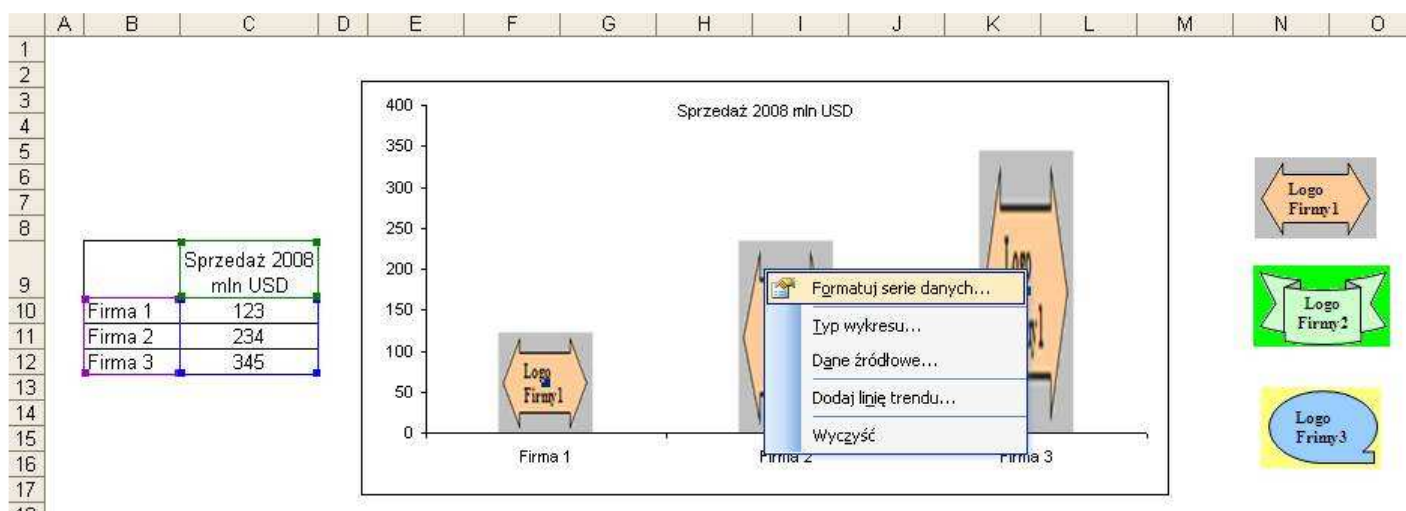 A B C D E F G H I J K L M N O
1
2
3
4
5
6
7
8
9
10
11
12
13
14
15
16
17
Sprzedaż 2008
mln USD
Firma 1 123
Firma 2 234
Firma 3 345
Sprzedaż 2008 mln USD
400
350
300
250
200
150
100
50
0
Logo
Firmy1
Firma 1
Firma 2
Firma 3
Formatuj serie danych...
Typ wykresu...
Dane źródłowe...
Dodaj linię trendu...
Wyczyść
Logo
Firmy1
Logo
Firmy2
Logo
Frimy3